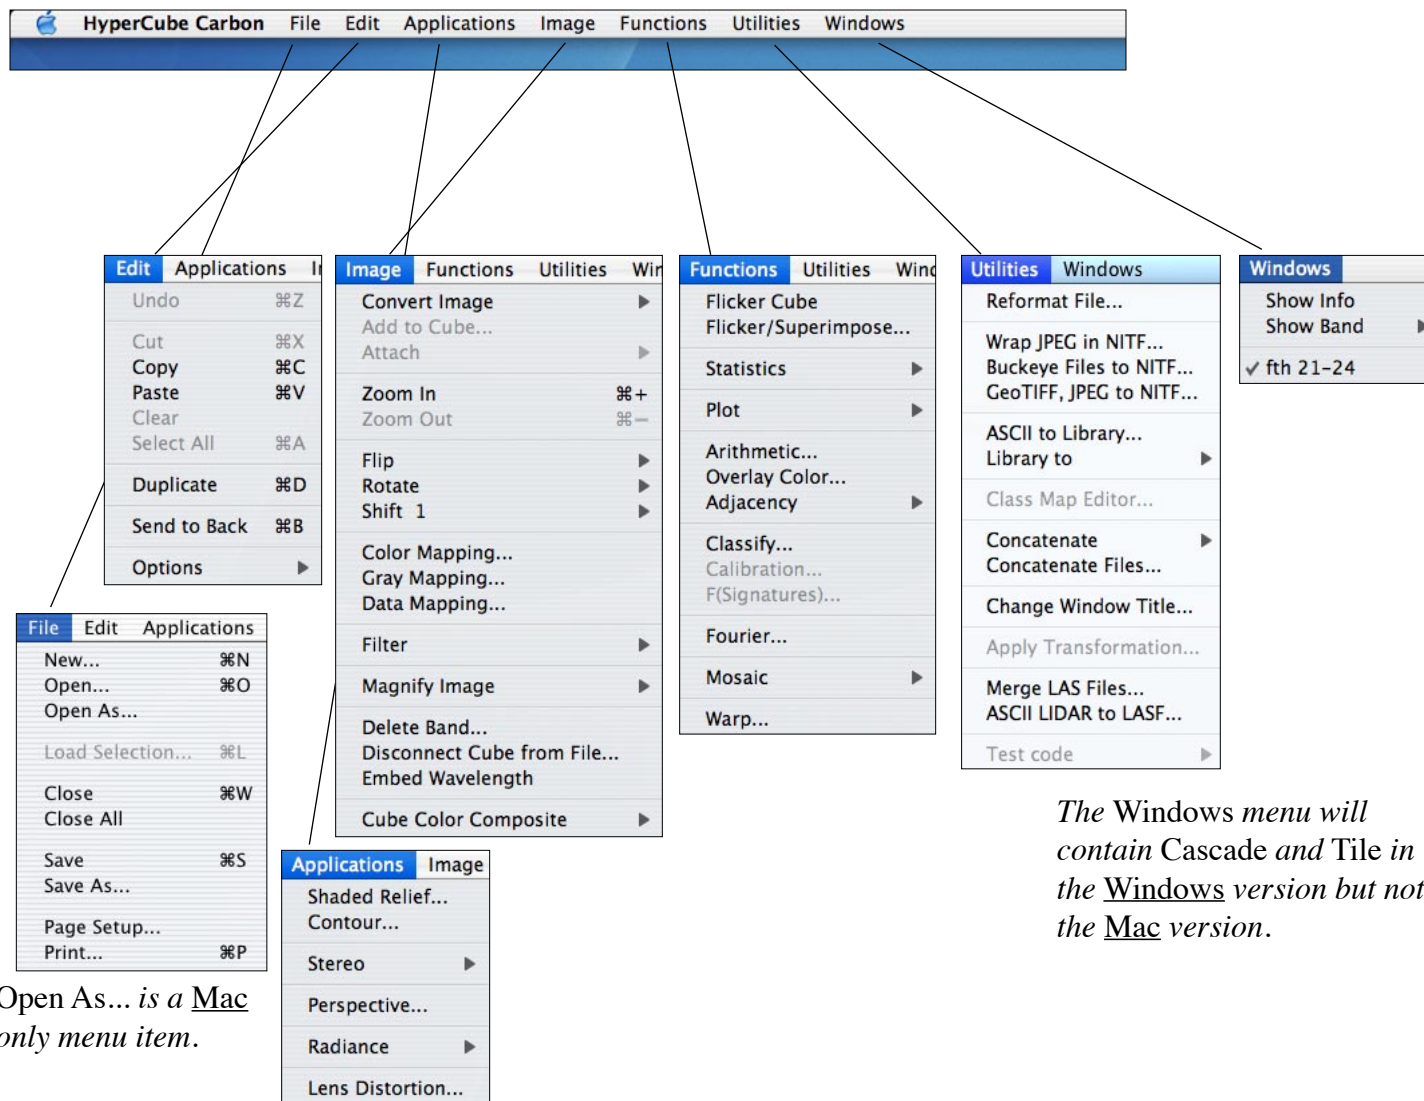 HyperCube Carbon File Edit Applications Image Functions Utilities Windows
Edit Applications
Undo ⌘Z
Cut ⌘X
Copy ⌘C
Paste ⌘V
Clear
Select All ⌘A
Duplicate ⌘D
Send to Back ⌘B
Options
Image Functions Utilities
Convert Image
Add to Cube...
Attach
Zoom In ⌘+
Zoom Out ⌘−
Flip
Rotate
Shift 1
Color Mapping...
Gray Mapping...
Data Mapping...
Filter
Magnify Image
Delete Band...
Disconnect Cube from File...
Embed Wavelength
Cube Color Composite
Functions Utilities
Flicker Cube
Flicker/Superimpose...
Statistics
Plot
Arithmetic...
Overlay Color...
Adjacency
Classify...
Calibration...
F(Signatures)...
Fourier...
Mosaic
Warp...
Utilities Windows
Reformat File...
Wrap JPEG in NITF...
Buckeye Files to NITF...
GeoTIFF, JPEG to NITF...
ASCII to Library...
Library to
Class Map Editor...
Concatenate
Concatenate Files...
Change Window Title...
Apply Transformation...
Merge LAS Files...
ASCII LIDAR to LASF...
Test code
Windows
Show Info
Show Band
✓ fth 21-24
File Edit Applications
New... ⌘N
Open... ⌘O
Open As...
Load Selection... ⌘L
Close ⌘W
Close All
Save ⌘S
Save As...
Page Setup...
Print... ⌘P
Open As... is a Mac
only menu item.
Applications Image
Shaded Relief...
Contour...
Stereo
Perspective...
Radiance
Lens Distortion...
The Windows menu will
contain Cascade and Tile in
the Windows version but not
the Mac version.